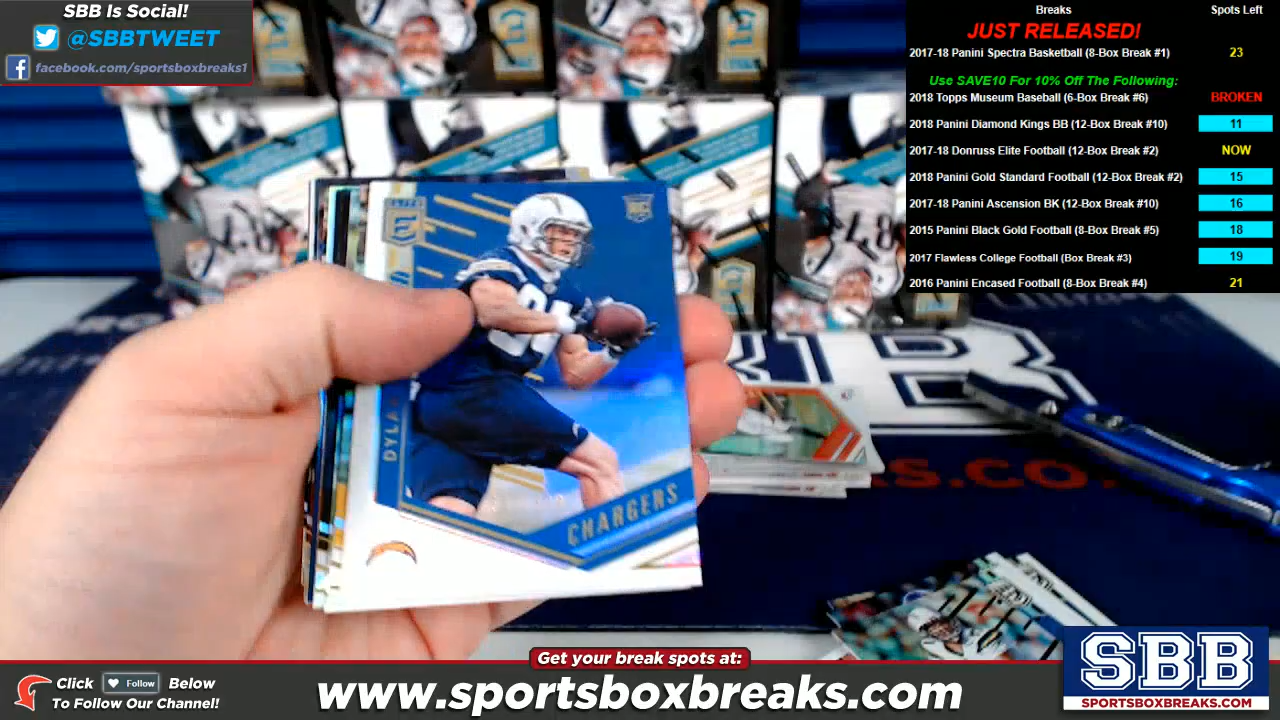 SBB Is Social!
@SBBTWEET
facebook.com/sportsboxbreaks1
Breaks Spots Left
JUST RELEASED!
2017-18 Panini Spectra Basketball (8-Box Break #1) 23
Use SAVE10 For 10% Off The Following:
2018 Topps Museum Baseball (6-Box Break #6) BROKEN
2018 Panini Diamond Kings BB (12-Box Break #10) 11
2017-18 Donruss Elite Football (12-Box Break #2) NOW
2018 Panini Gold Standard Football (12-Box Break #2) 15
2017-18 Panini Ascension BK (12-Box Break #10) 16
2015 Panini Black Gold Football (8-Box Break #5) 18
2017 Flawless College Football (Box Break #3) 19
2016 Panini Encased Football (8-Box Break #4) 21
E
RC
87
DYLA
CHARGERS
KS.CO
Get your break spots at:
Click Follow Below
To Follow Our Channel!
www.sportsboxbreaks.com
SBB
SPORTSBOXBREAKS.COM